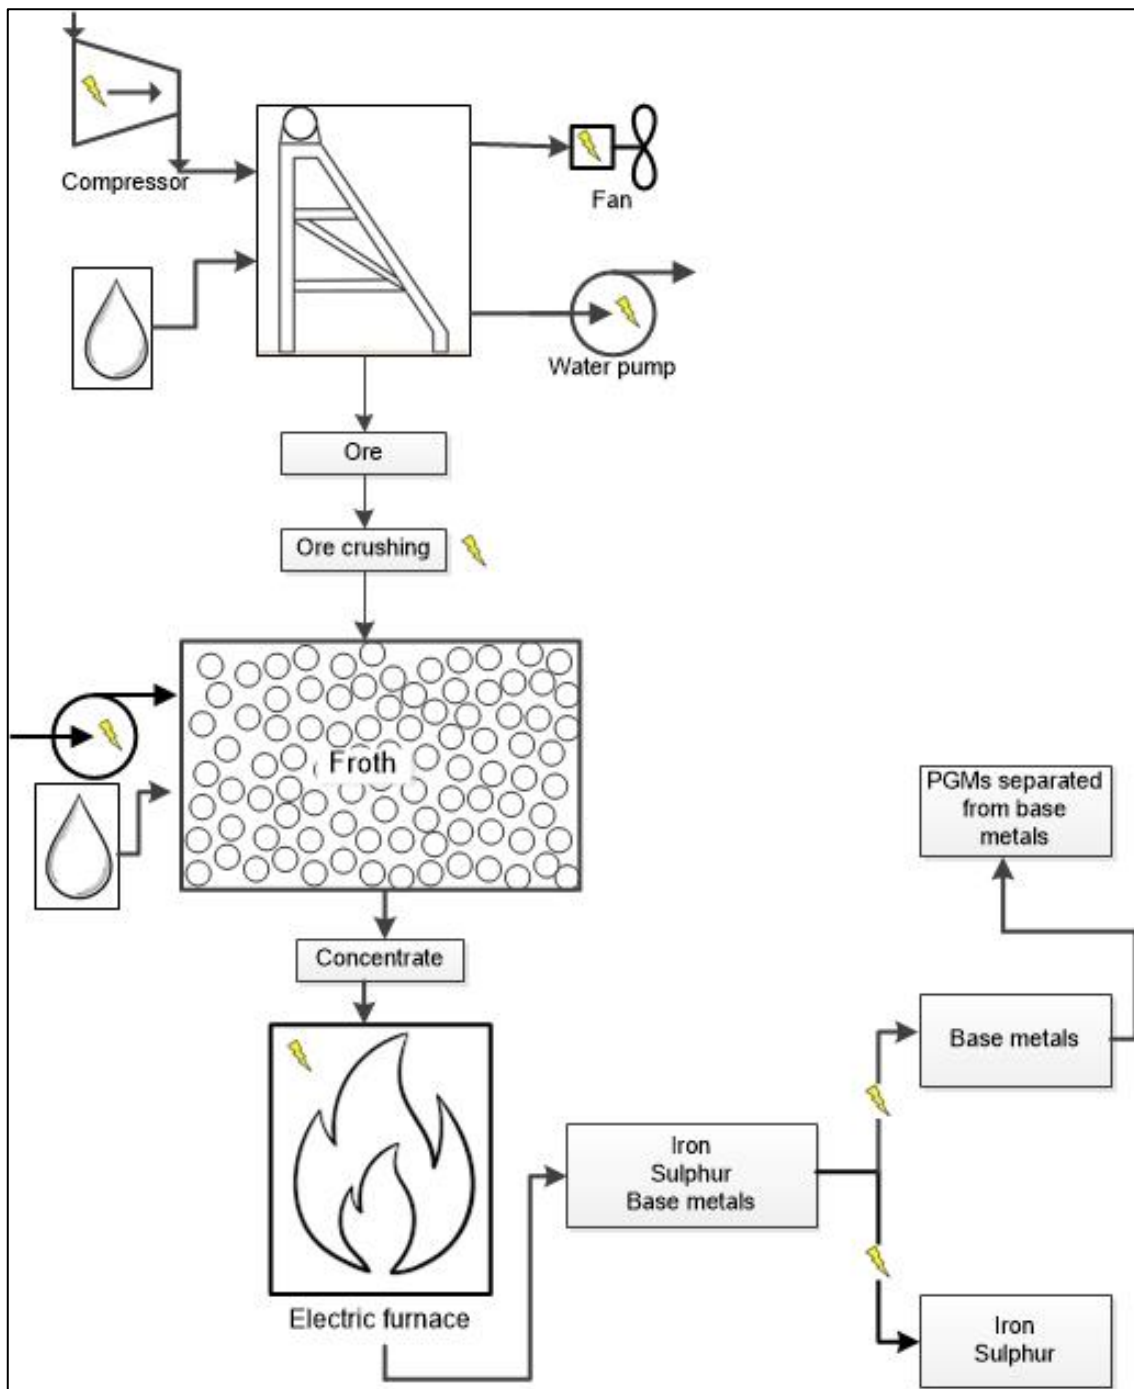 Compressor
Fan
Water pump
Ore
Ore crushing
Froth
Concentrate
Electric furnace
Iron
Sulphur
Base metals
PGMs separated
from base
metals
Base metals
Iron
Sulphur